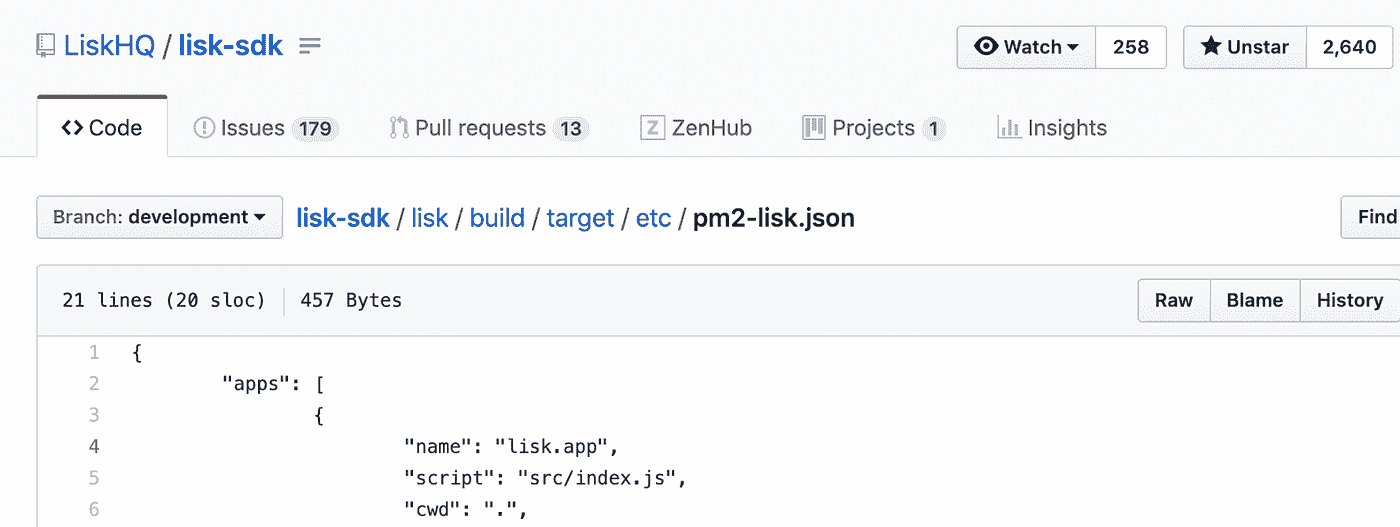 LiskHQ / lisk-sdk Watch 258 Unstar 2,640
Code Issues 179 Pull requests 13 Z ZenHub Projects 1 Insights
Branch: development lisk-sdk / lisk / build / target / etc / pm2-lisk.json Find
21 lines (20 sloc) 457 Bytes Raw Blame History
1 {
2 "apps": [
3 {
4 "name": "lisk.app",
5 "script": "src/index.js",
6 "cwd": ".",